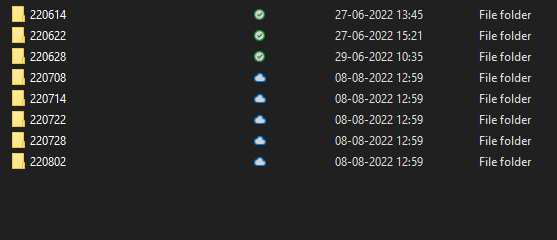 220614 27-06-2022 13:45 File folder
220622 27-06-2022 15:21 File folder
220628 29-06-2022 10:35 File folder
220708 08-08-2022 12:59 File folder
220714 08-08-2022 12:59 File folder
220722 08-08-2022 12:59 File folder
220728 08-08-2022 12:59 File folder
220802 08-08-2022 12:59 File folder